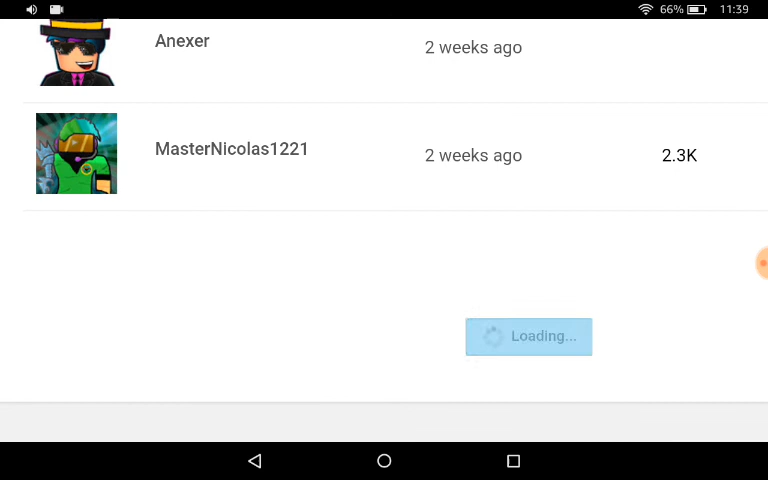 66% 11:39
Anexer
2 weeks ago
MasterNicolas1221
2 weeks ago
2.3K
Loading...